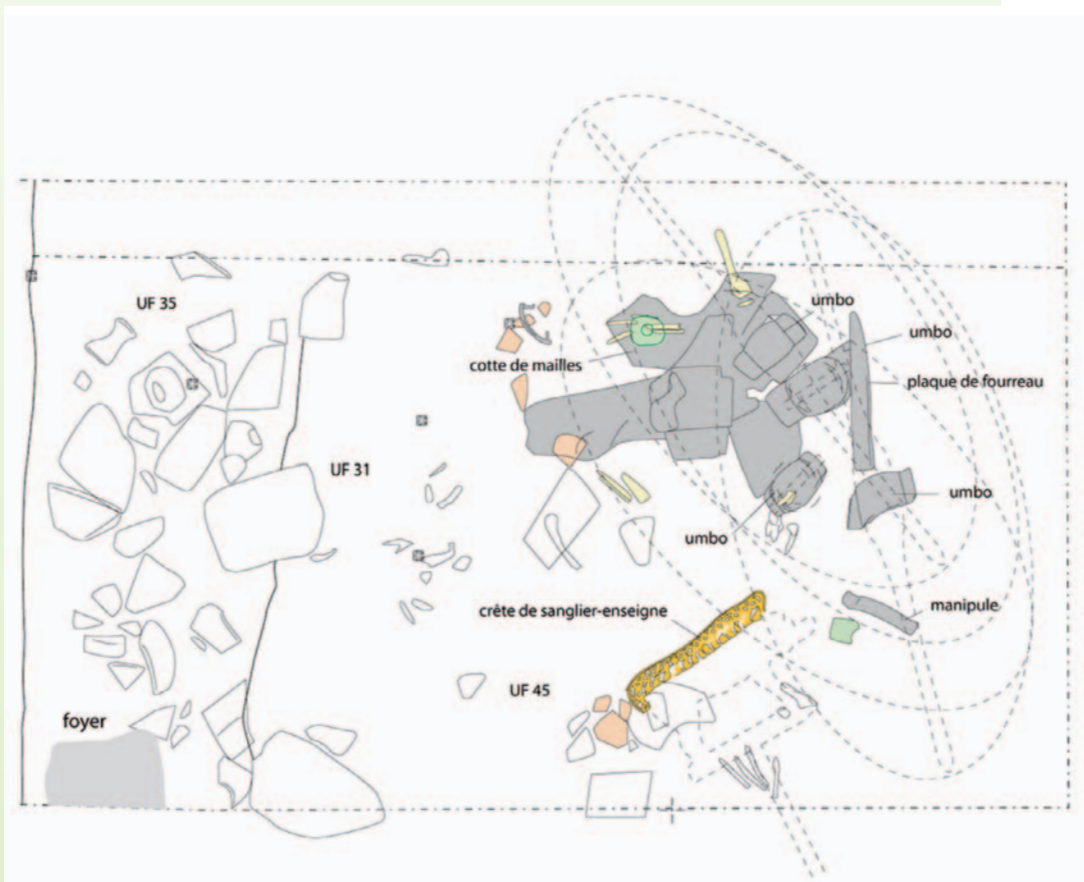 UF 35
umbo
umbo
cotte de mailles
plaque de fourreau
UF 31
umbo
umbo
crête de sanglier-enseigne
manipule
UF 45
foyer